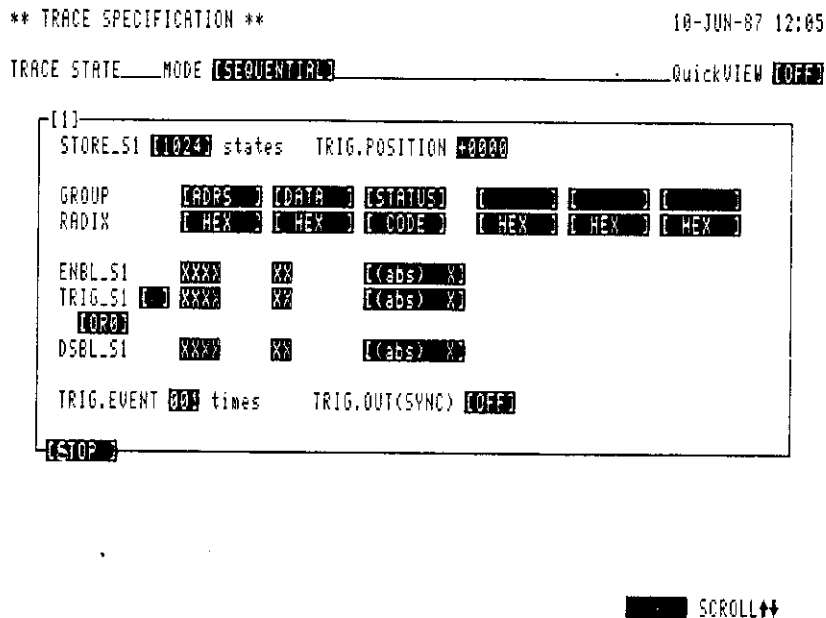 ** TRACE SPECIFICATION ** 10-JUN-87 12:05
TRACE STATE____MODE [SEQUENTIAL] QuickVIEW [OFF]
[1]
STORE_S1 [1024] states TRIG.POSITION +0000
GROUP [ADRS ] [DATA ] [STATUS] [ ] [ ] [ ]
RADIX [ HEX ] [ HEX ] [ CODE ] [ HEX ] [ HEX ] [ HEX ]
ENBL_S1 XXXX XX [(abs) X]
TRIG_S1 [ ] XXXX XX [(abs) X]
[OR0]
DSBL_S1 XXXX XX [(abs) X]
TRIG.EVENT 001 times TRIG.OUT(SYNC) [OFF]
[STOP ]
SCROLL↑↓